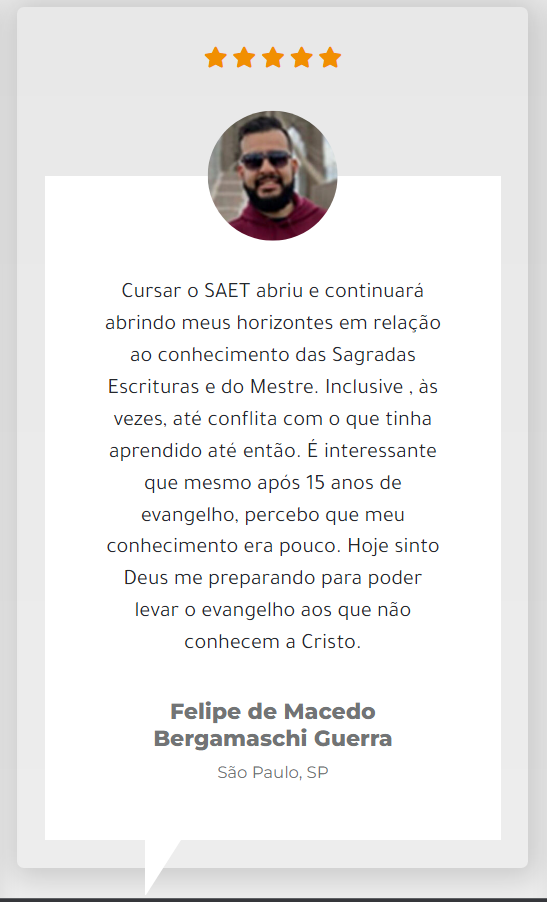 Cursar o SAET abriu e continuará
abrindo meus horizontes em relação
ao conhecimento das Sagradas
Escrituras e do Mestre. Inclusive , às
vezes, até conflita com o que tinha
aprendido até então. É interessante
que mesmo após 15 anos de
evangelho, percebo que meu
conhecimento era pouco. Hoje sinto
Deus me preparando para poder
levar o evangelho aos que não
conhecem a Cristo.
Felipe de Macedo
Bergamaschi Guerra
São Paulo, SP